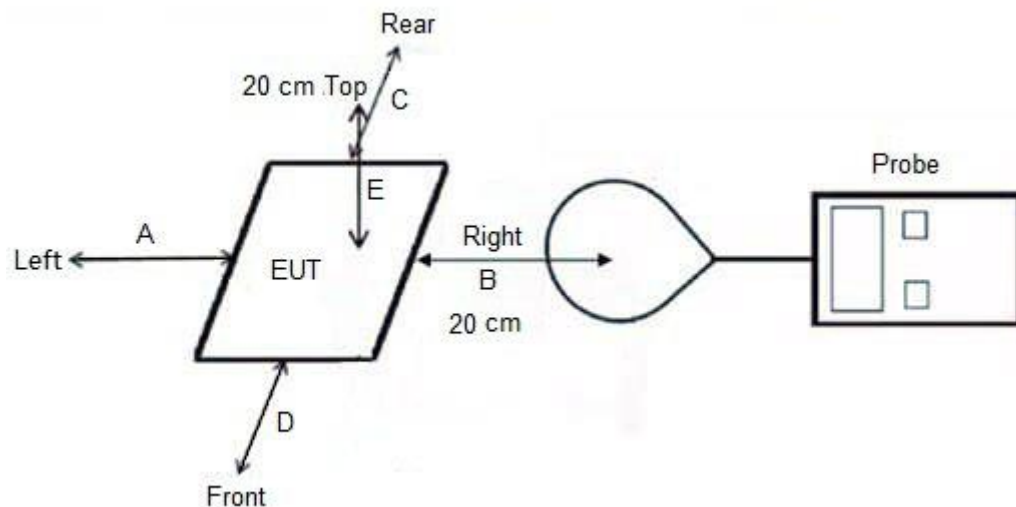 Rear
20 cm Top
C
Probe
E
A
Right
Left
EUT
B
20 cm
D
Front